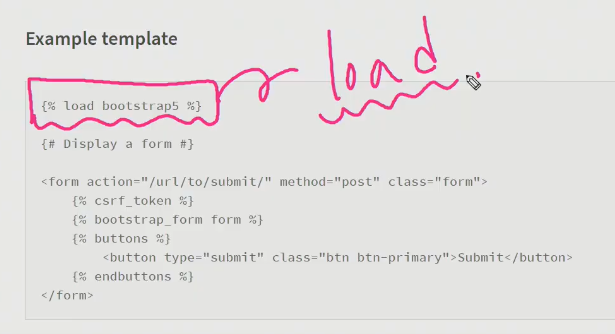 Example template
load
{% load bootstrap5 %}
{# Display a form #}
<form action="/url/to/submit/" method="post" class="form">
    {% csrf_token %}
    {% bootstrap_form form %}
    {% buttons %}
        <button type="submit" class="btn btn-primary">Submit</button>
    {% endbuttons %}
</form>